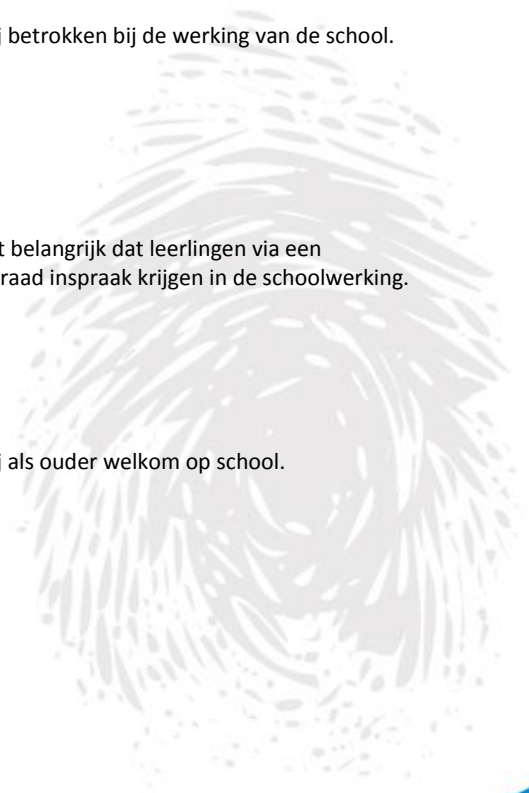 betrokken bij de werking van de school.
belangrijk dat leerlingen via een
raad inspraak krijgen in de schoolwerking.
als ouder welkom op school.